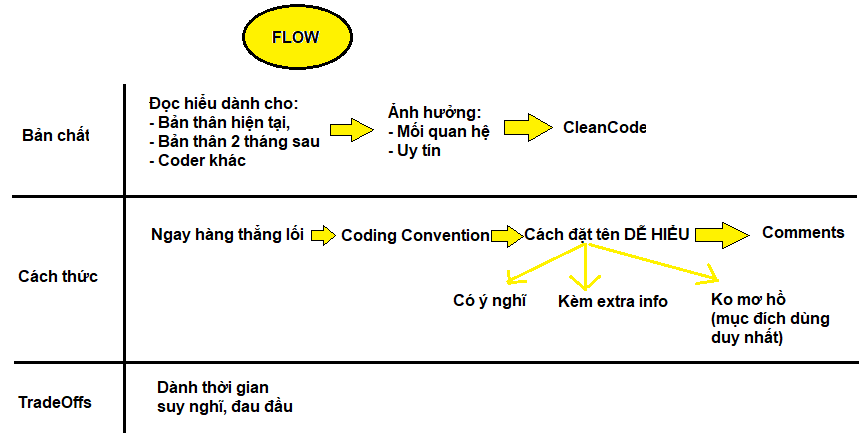 FLOW
Bản chất
Đọc hiểu dành cho:
- Bản thân hiện tại,
- Bản thân 2 tháng sau
- Coder khác
Ảnh hưởng:
- Mối quan hệ
- Uy tín
CleanCode
Cách thức
Ngay hàng thẳng lối
Coding Convention
Cách đặt tên DỄ HIỂU
Comments
Có ý nghĩ
Kèm extra info
Ko mơ hồ
(mục đích dùng
duy nhất)
TradeOffs
Dành thời gian
suy nghĩ, đau đầu